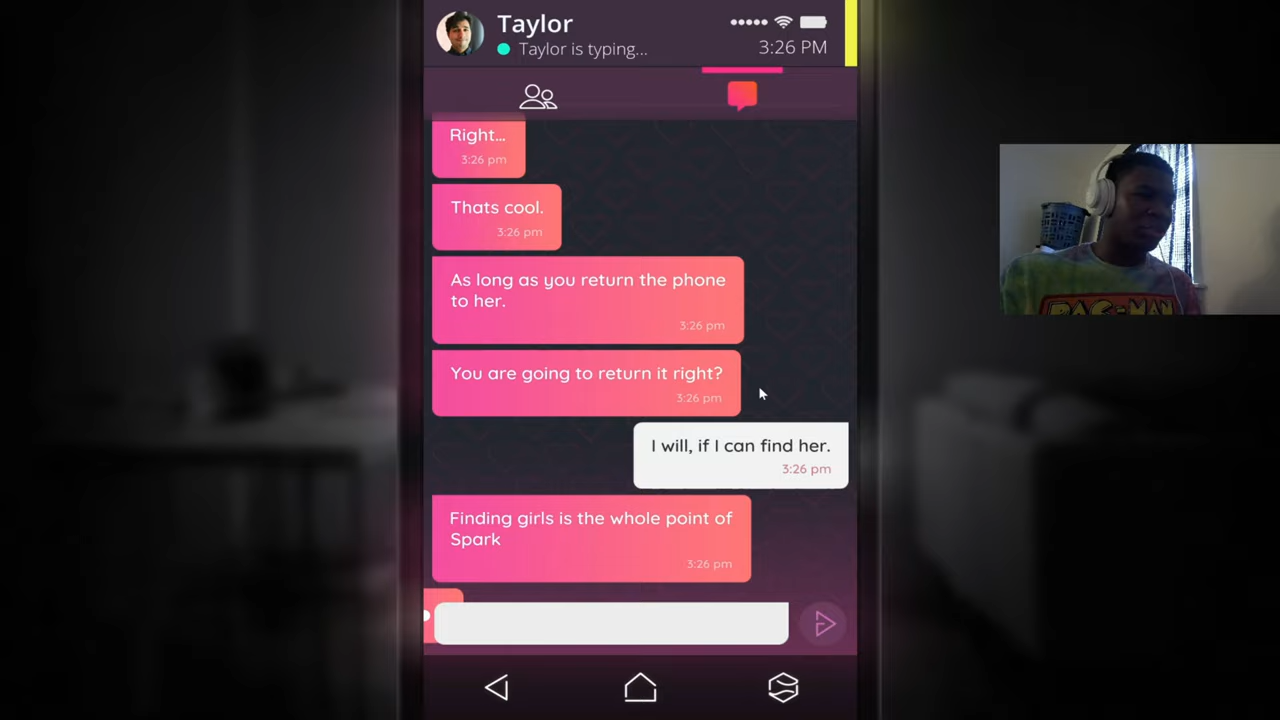 Taylor
Taylor is typing...
3:26 PM
Right...
3:26 pm
Thats cool.
3:26 pm
As long as you return the phone
to her.
3:26 pm
You are going to return it right?
3:26 pm
I will, if I can find her.
3:26 pm
Finding girls is the whole point of
Spark
3:26 pm
PAC-MAN